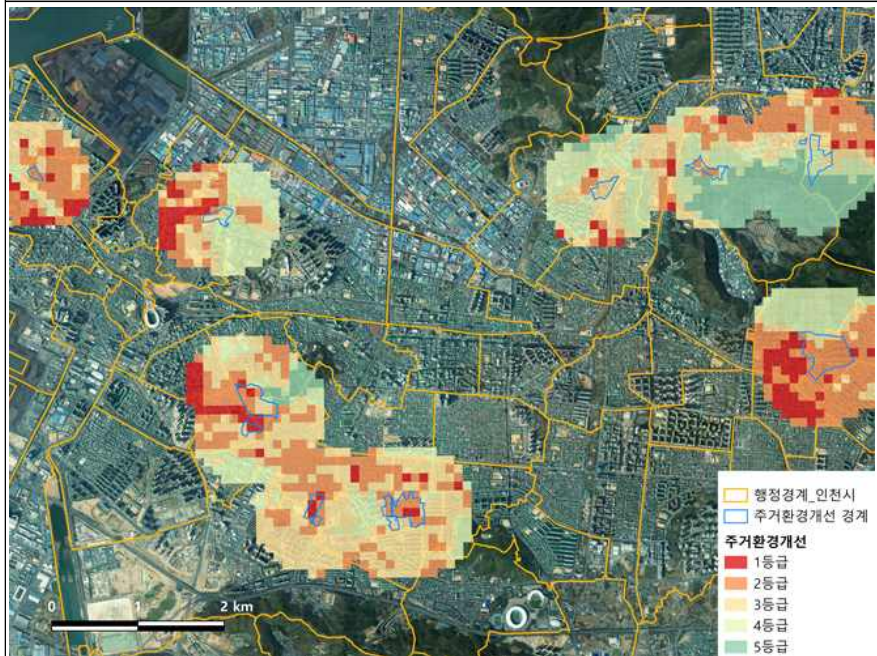 행정경계_인천시
주거환경개선 경계
주거환경개선
1등급
2등급
3등급
4등급
5등급
0 1 2 km